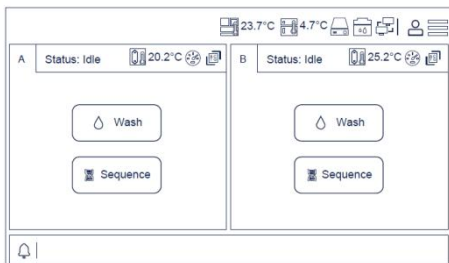 23.7°C 4.7°C
A Status: Idle 20.2°C
B Status: Idle 25.2°C
Wash
Wash
Sequence
Sequence